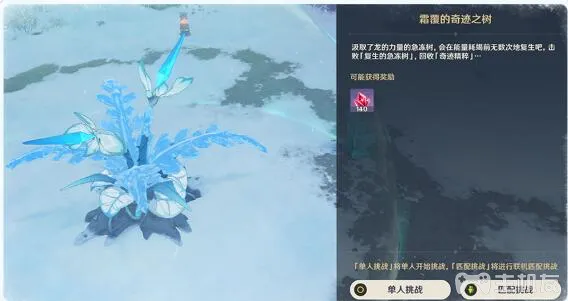 霜覆的奇迹之树
汲取了龙的力量的急冻树，会在能量耗竭前无数次地复生吧。击
败「复生的急冻树」，回收「奇迹精粹」…
可能获得奖励
140
「单人挑战」将单人开始挑战，「匹配挑战」将进行联机匹配挑战
单人挑战
匹配挑战
手机友